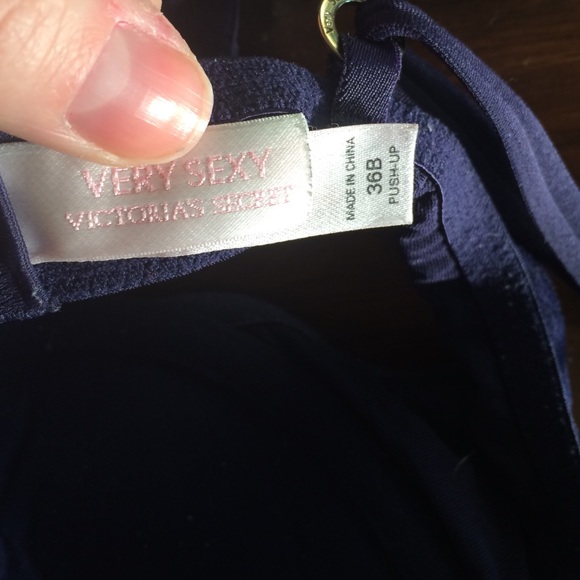 VERY SEXY
VICTORIA'S SECRET
MADE IN CHINA
36B
PUSH-UP